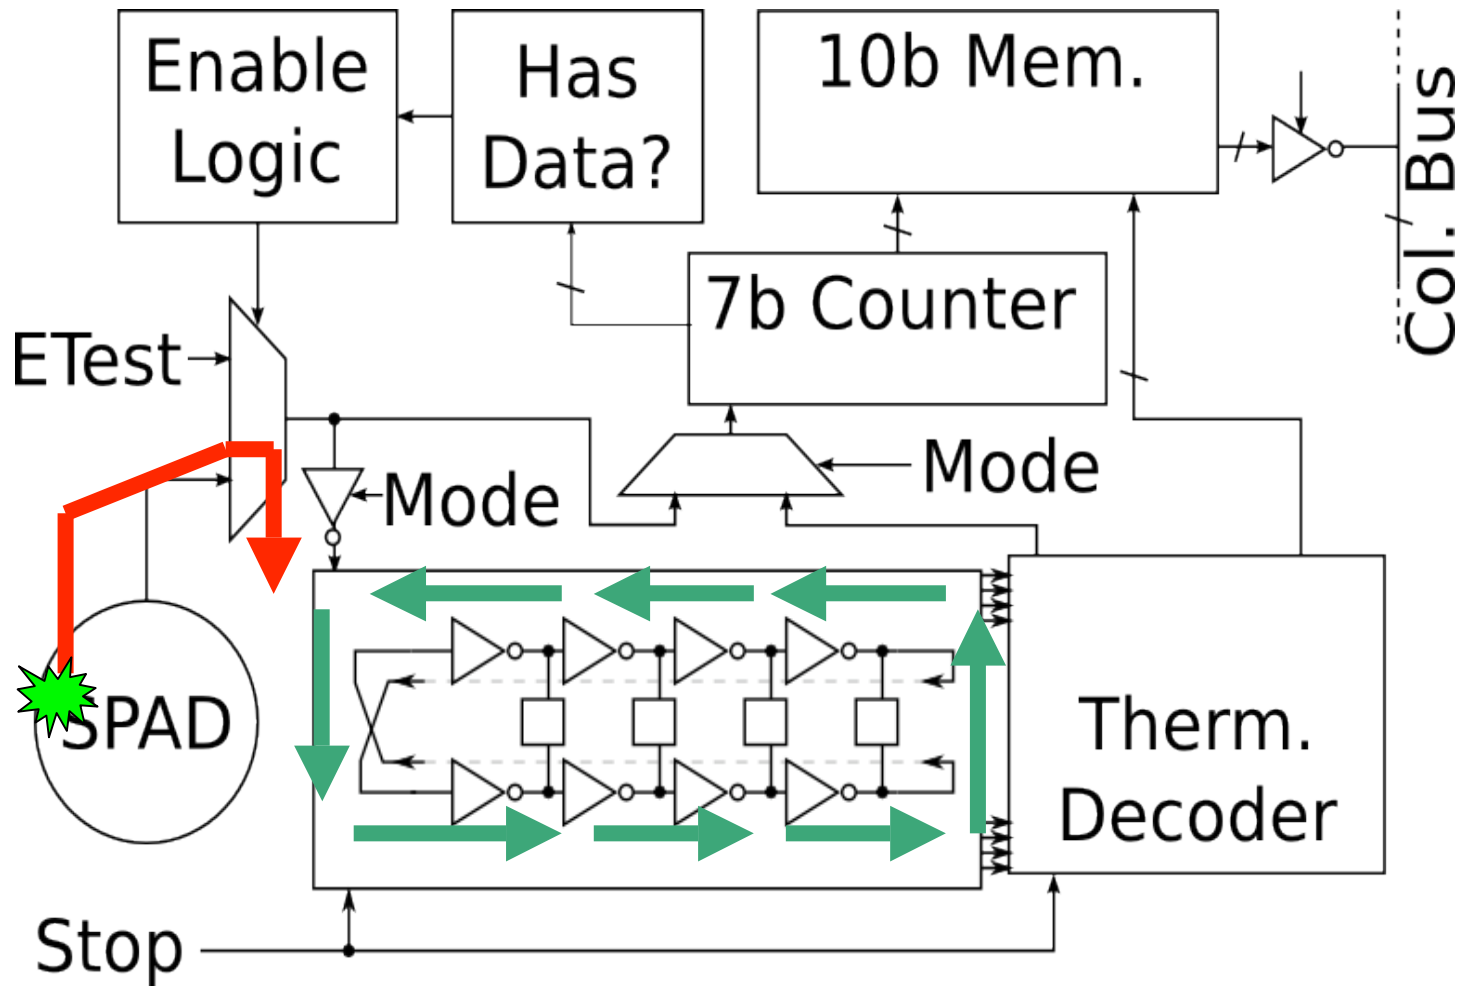 Enable
Logic
Has
Data?
10b Mem.
Col. Bus
7b Counter
ETest
Mode
Mode
SPAD
Therm.
Decoder
Stop